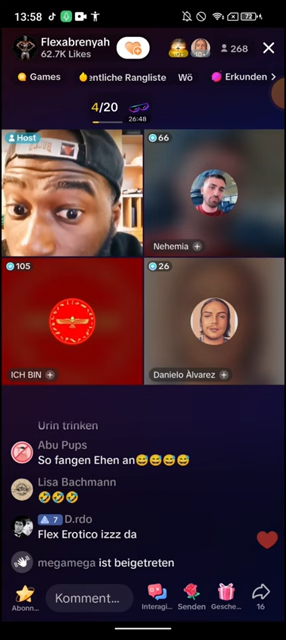 13:58
72
Flexabrenyah
62.7K Likes
268
Games
entliche Rangliste
Wö
Erkunden
4/20
26:48
Host
66
Nehemia
105
26
ICH BIN
Danielo Àlvarez
Urin trinken
Abu Pups
So fangen Ehen an😅😅😅😅
Lisa Bachmann
🤣🤣🤣
7 D.rdo
Flex Erotico izzz da
megamega ist beigetreten
Abonn...
Komment...
Interagi...
Senden
Gesche...
16